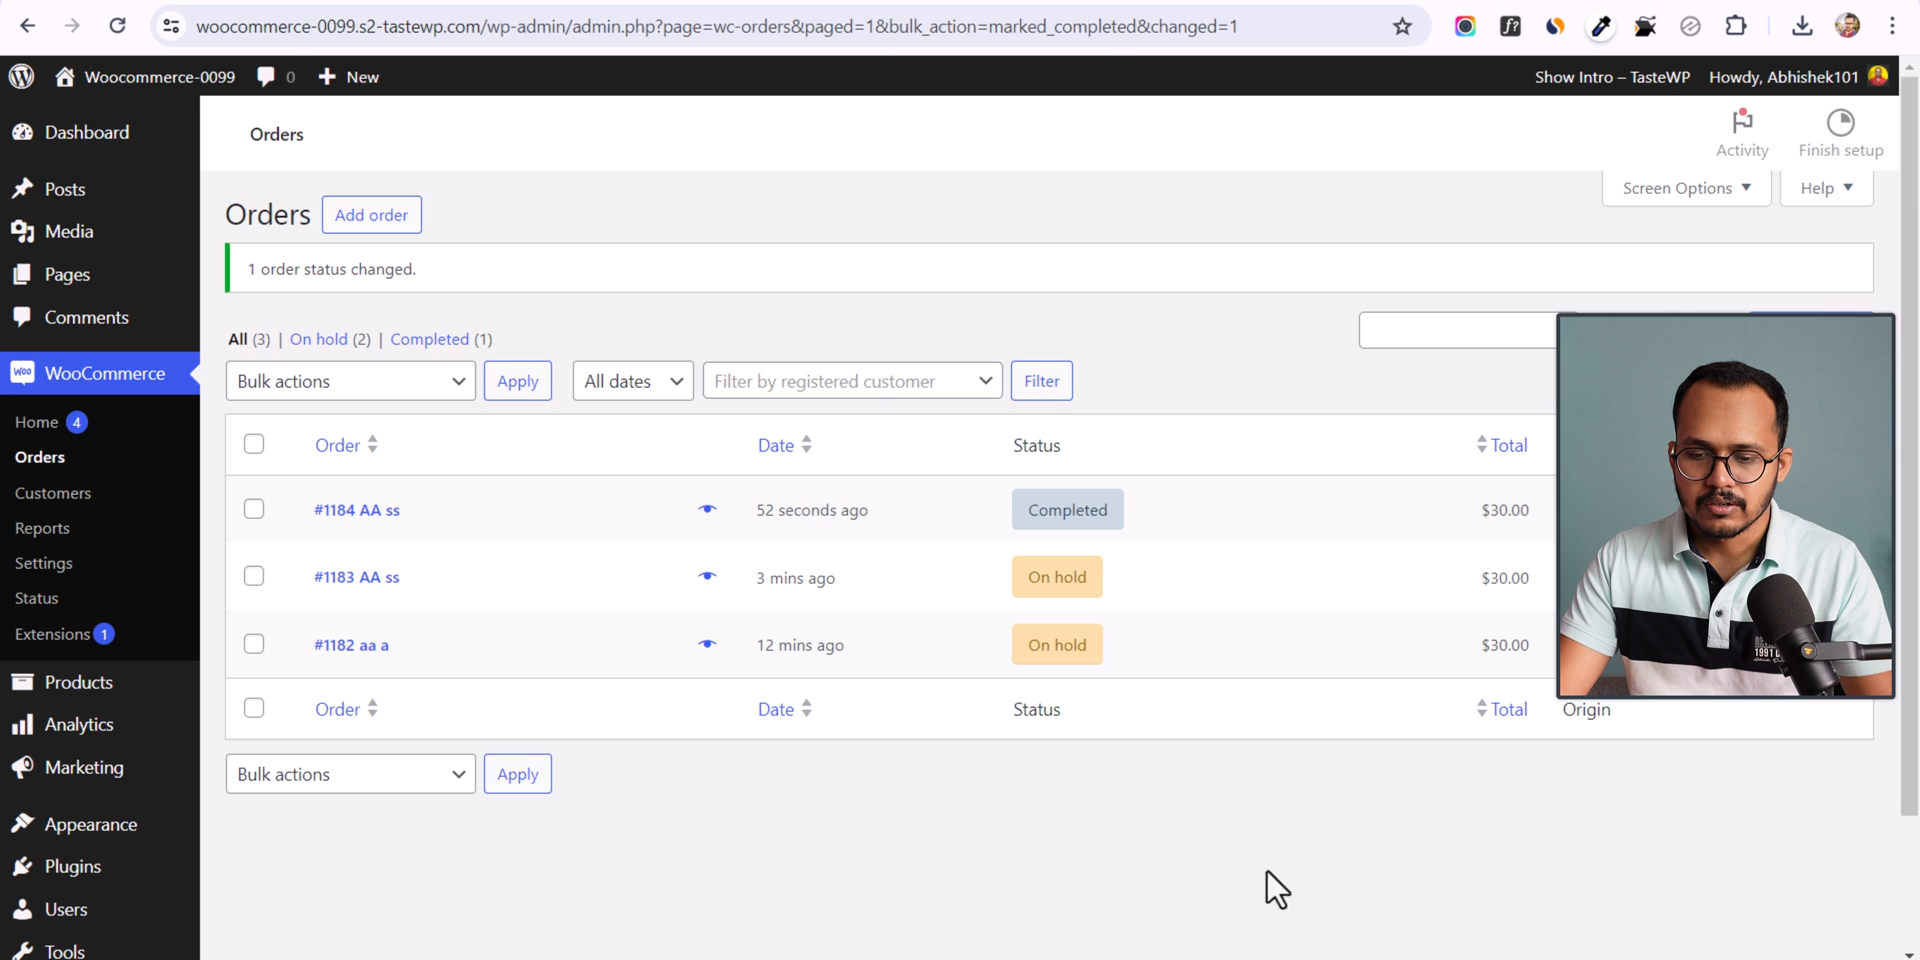 woocommerce-0099.s2-tastewp.com/wp-admin/admin.php?page=wc-orders&paged=1&bulk_action=marked_completed&changed=1
Woocommerce-0099 0 New Show Intro – TasteWP Howdy, Abhishek101
Dashboard
Posts
Media
Pages
Comments
WOO WooCommerce
Home 4
Orders
Customers
Reports
Settings
Status
Extensions 1
Products
Analytics
Marketing
Appearance
Plugins
Users
Tools
Orders
Activity
Finish setup
Screen Options ▼
Help ▼
Orders Add order
1 order status changed.
All (3) | On hold (2) | Completed (1)
Bulk actions Apply All dates Filter by registered customer Filter
Order Date Status Total
#1184 AA ss 52 seconds ago Completed $30.00
#1183 AA ss 3 mins ago On hold $30.00
#1182 aa a 12 mins ago On hold $30.00
Order Date Status Total Origin
Bulk actions Apply